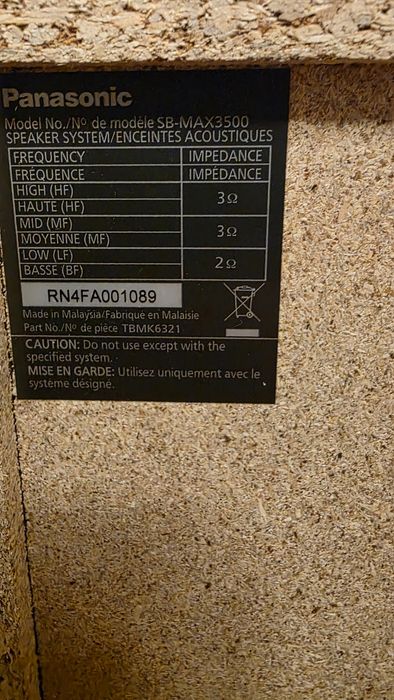 Panasonic
Model No./Nº de modèle SB-MAX3500
SPEAKER SYSTEM/ENCEINTES ACOUSTIQUES
FREQUENCY IMPEDANCE
FRÉQUENCE IMPÉDANCE
HIGH (HF)
HAUTE (HF) 3Ω
MID (MF)
MOYENNE (MF) 3Ω
LOW (LF)
BASSE (BF) 2Ω
RN4FA001089
Made in Malaysia/Fabriqué en Malaisie
Part No./Nº de pièce TBMK6321
CAUTION: Do not use except with the
specified system.
MISE EN GARDE: Utilisez uniquement avec le
système désigné.